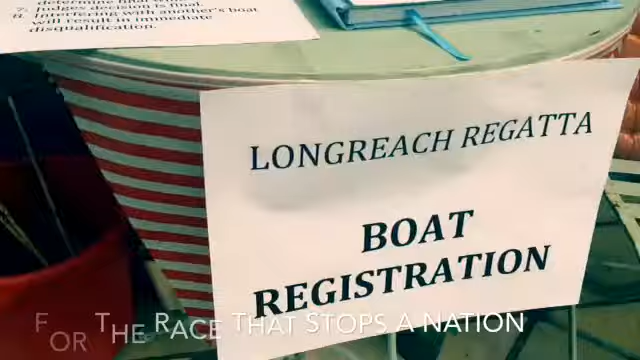 7. Judges decision is final.
8. Interfering with another's boat
will result in immediate
disqualification.
LONGREACH REGATTA
BOAT
REGISTRATION
FOR THE RACE THAT STOPS A NATION